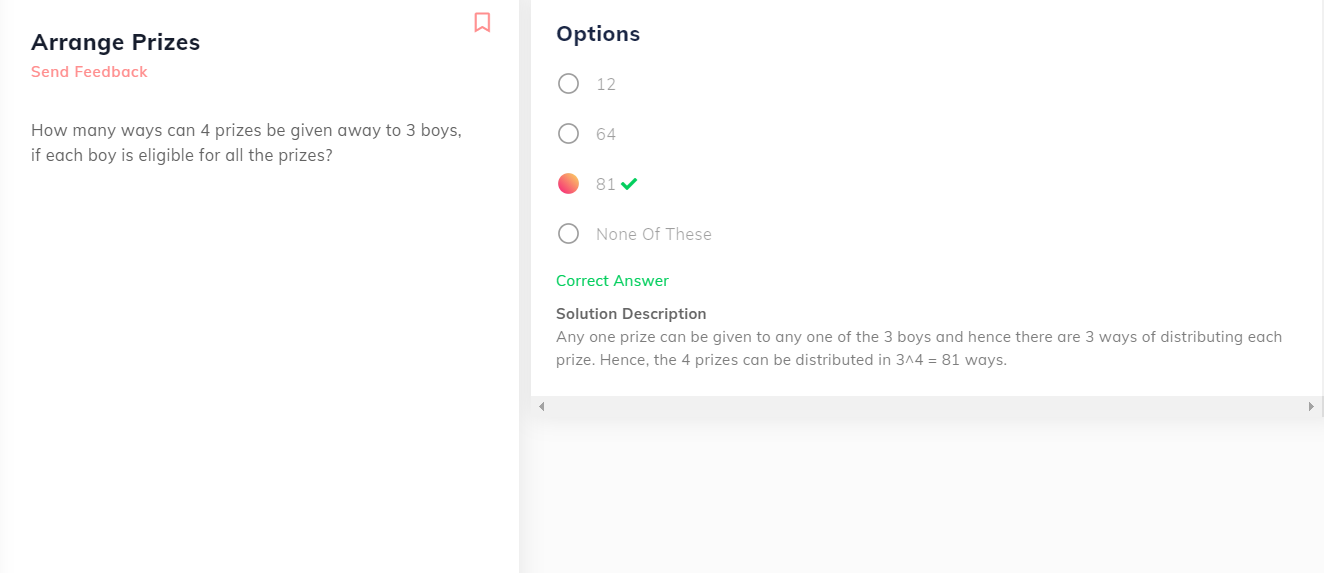 Arrange Prizes
Send Feedback
How many ways can 4 prizes be given away to 3 boys,
if each boy is eligible for all the prizes?
Options
12
64
81
None Of These
Correct Answer
Solution Description
Any one prize can be given to any one of the 3 boys and hence there are 3 ways of distributing each
prize. Hence, the 4 prizes can be distributed in 3^4 = 81 ways.